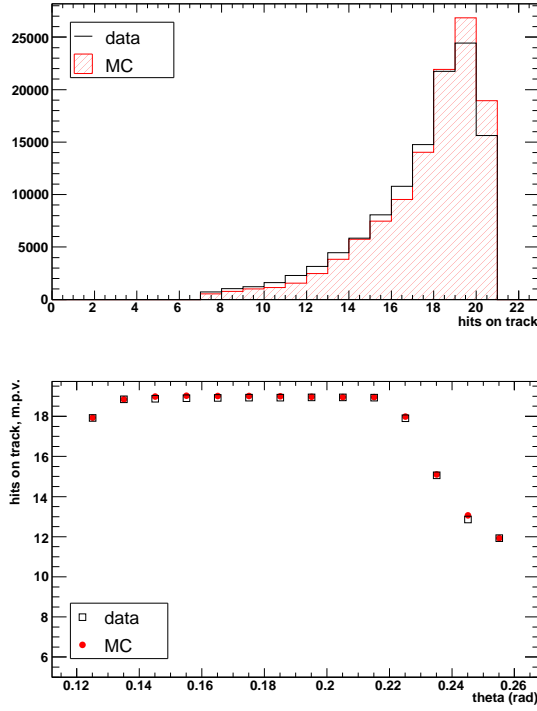 25000
20000
15000
10000
5000
0
data
MC
0 2 4 6 8 10 12 14 16 18 20 22
hits on track
hits on track, m.p.v.
18
16
14
12
10
8
6
data
MC
0.12 0.14 0.16 0.18 0.2 0.22 0.24 0.26
theta (rad)